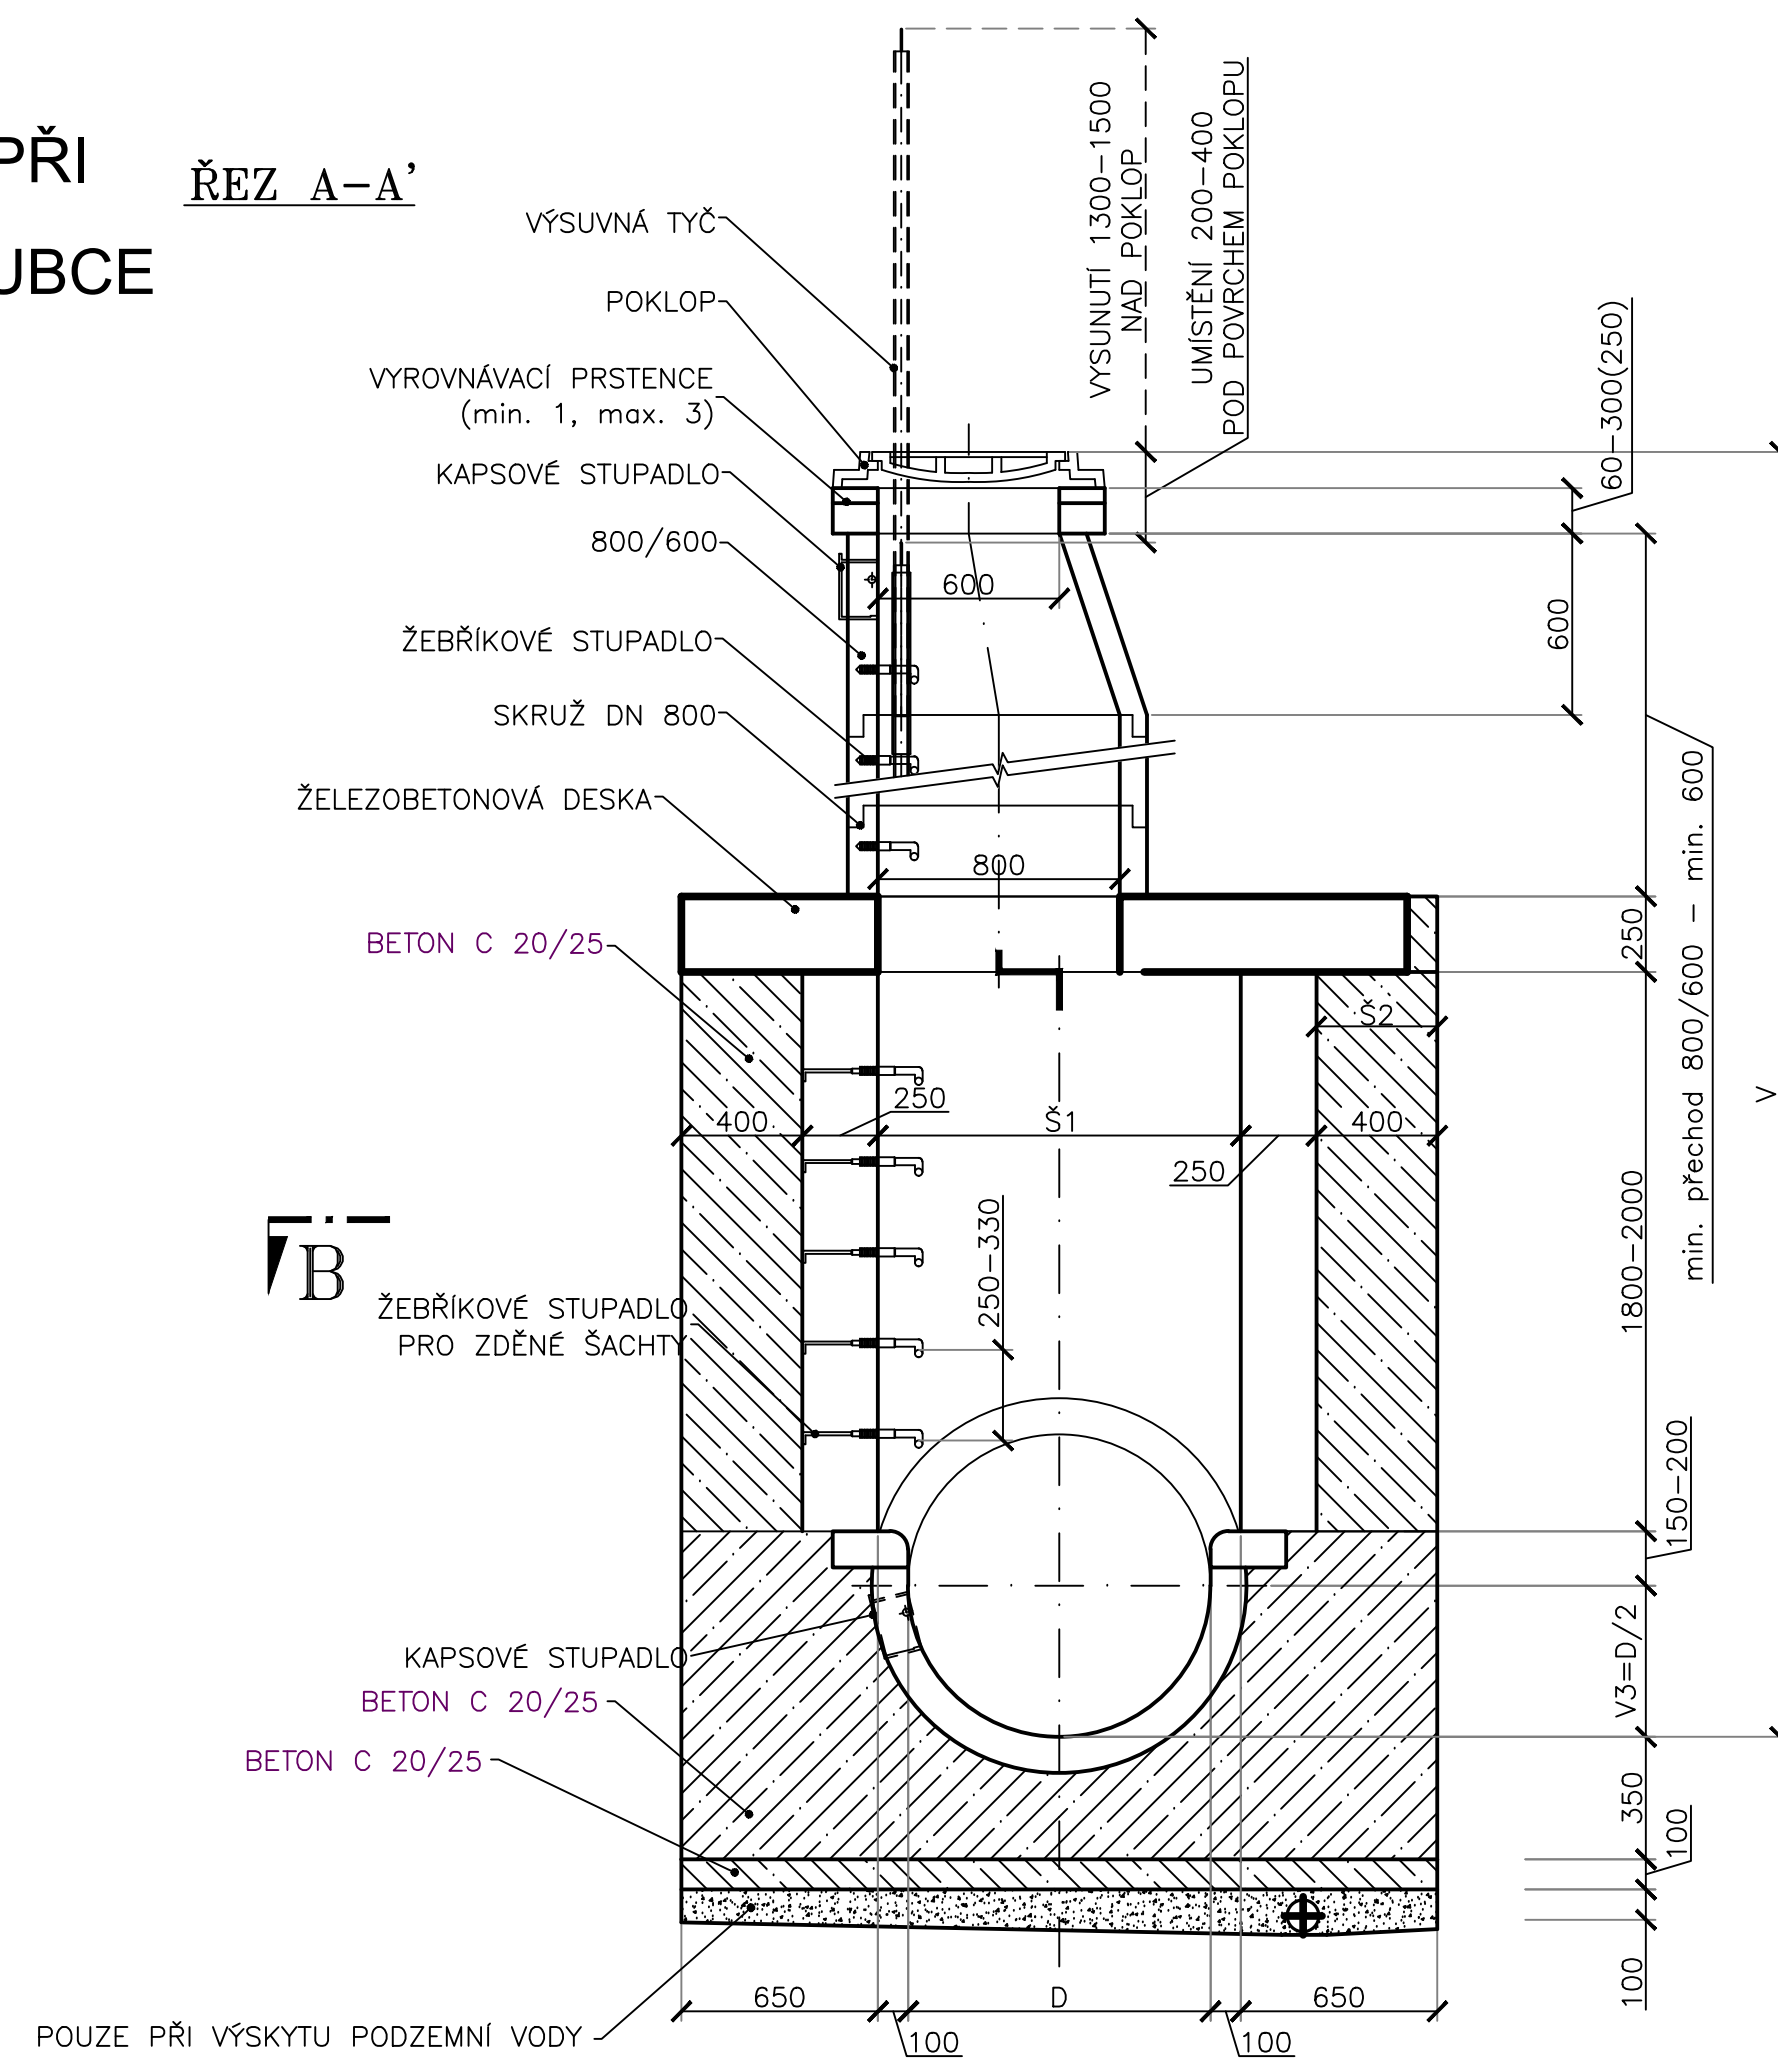 PŘI
UBCE
ŘEZ A-A'
VÝSUVNÁ TYČ
POKLOP
VYROVNÁVACÍ PRSTENCE
(min. 1, max. 3)
KAPSOVÉ STUPADLO
800/600
ŽEBŘÍKOVÉ STUPADLO
SKRUŽ DN 800
ŽELEZOBETONOVÁ DESKA
BETON C 20/25
VYSUNUTÍ 1300-1500
NAD POKLOP
UMÍSTĚNÍ 200-400
POD POVRCHEM POKLOPU
60-300(250)
600
600
800
250
min. přechod 800/600 - min. 600
V
Š2
400
250
Š1
250
400
1800-2000
250-330
B
ŽEBŘÍKOVÉ STUPADLO
PRO ZDĚNÉ ŠACHTY
150-200
V3=D/2
KAPSOVÉ STUPADLO
BETON C 20/25
BETON C 20/25
350
100
100
650
D
650
100
100
POUZE PŘI VÝSKYTU PODZEMNÍ VODY